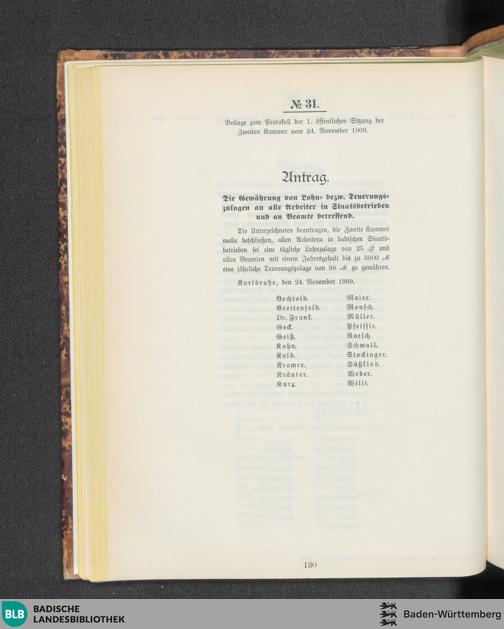 № 31.
Beilage zum Protokoll der 1. öffentlichen Sitzung der
Zweiten Kammer vom 24. November 1909.
Antrag.
Die Gewährung von Lohn- bezw. Teuerungs-
zulagen an alle Arbeiter in Staatsbetrieben
und an Beamte betreffend.
Die Unterzeichneten beantragen, die Zweite Kammer
wolle beschließen, allen Arbeitern in badischen Staats-
betrieben sei eine tägliche Lohnzulage von 25 ₰ und
allen Beamten mit einem Jahresgehalt bis zu 3000 ℳ
eine jährliche Teuerungszulage von 90 ℳ zu gewähren.
Karlsruhe, den 24. November 1909.
Bechtold. Maier.
Breitenfeld. Monsch.
Dr. Frank. Müller.
Geck. Pfeiffle.
Geiß. Roesch.
Kahn. Schwall.
Kolb. Stockinger.
Kramer. Süßkind.
Kräuter. Weber.
Kurz. Willi.
130
BLB BADISCHE
LANDESBIBLIOTHEK
Baden-Württemberg